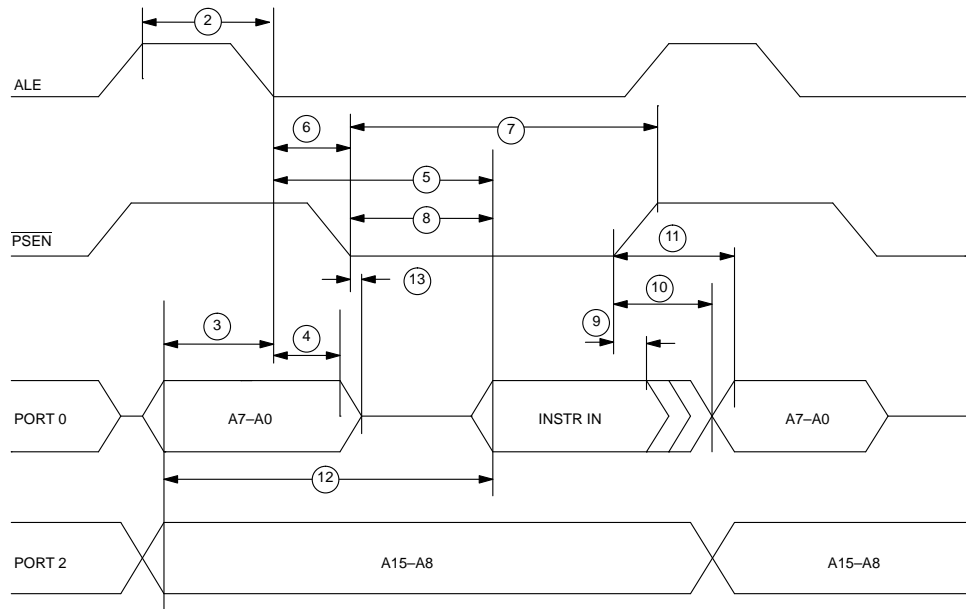 2
ALE
6
7
5
8
PSEN
11
13
10
9
3
4
PORT 0
A7–A0
INSTR IN
A7–A0
12
PORT 2
A15–A8
A15–A8